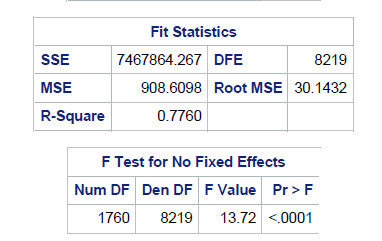 Fit Statistics
SSE 7467864.267 DFE 8219
MSE 908.6098 Root MSE 30.1432
R-Square 0.7760
F Test for No Fixed Effects
Num DF Den DF F Value Pr > F
1760 8219 13.72 <.0001